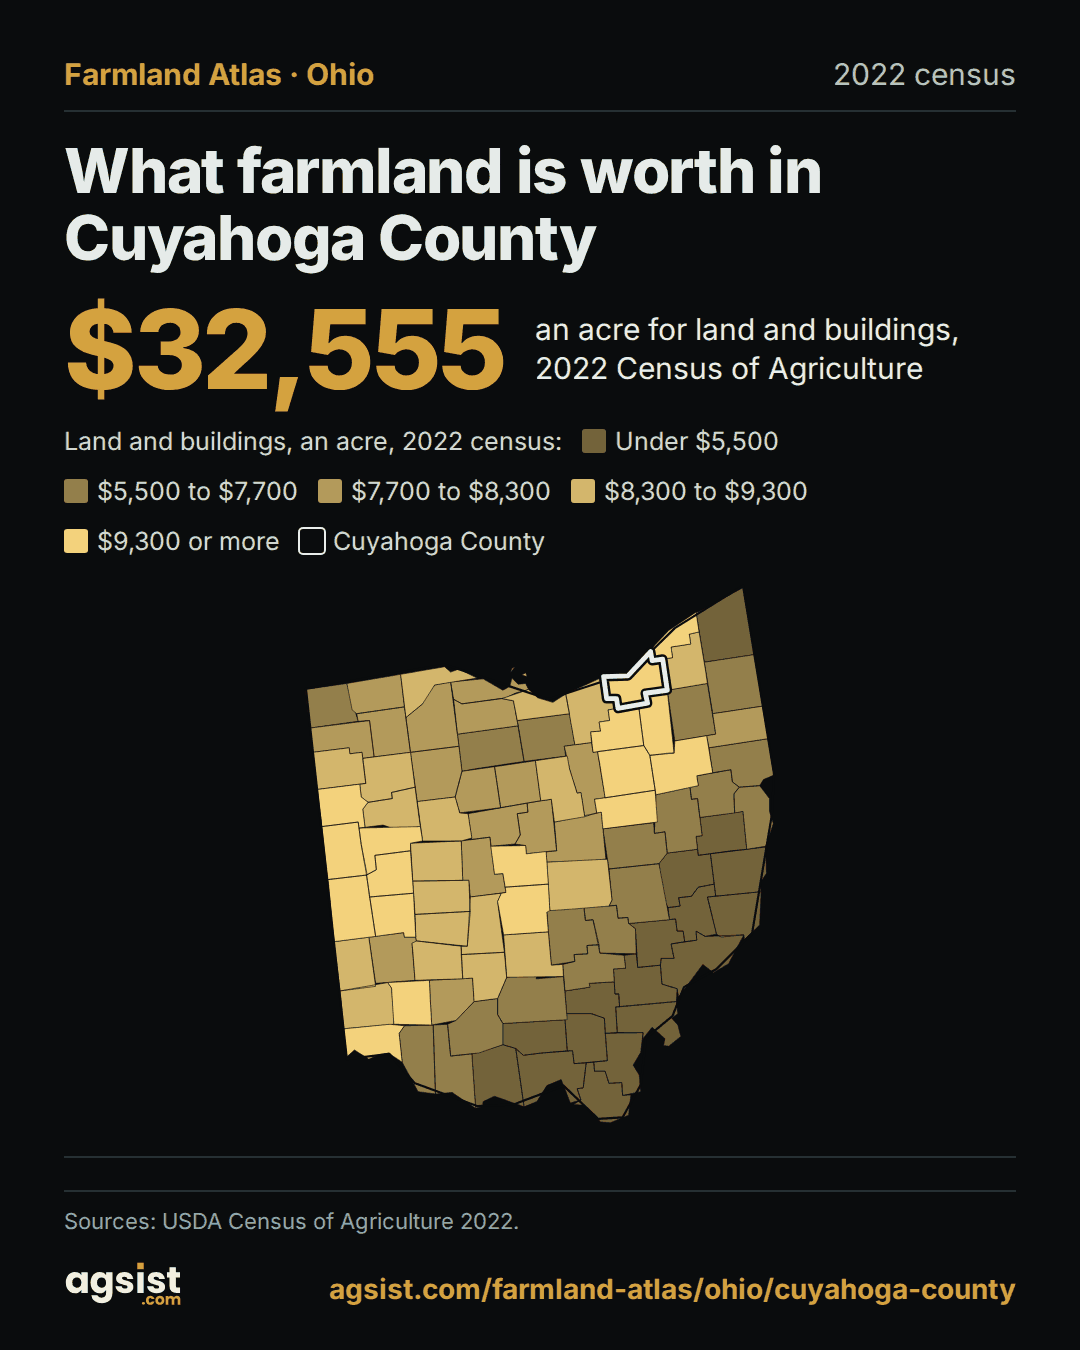 Farmland Atlas · Ohio
2022 census
What farmland is worth in
Cuyahoga County
$32,555
an acre for land and buildings,
2022 Census of Agriculture
Land and buildings, an acre, 2022 census:
Under $5,500
$5,500 to $7,700
$7,700 to $8,300
$8,300 to $9,300
$9,300 or more
Cuyahoga County
Sources: USDA Census of Agriculture 2022.
agsist
.com
agsist.com/farmland-atlas/ohio/cuyahoga-county